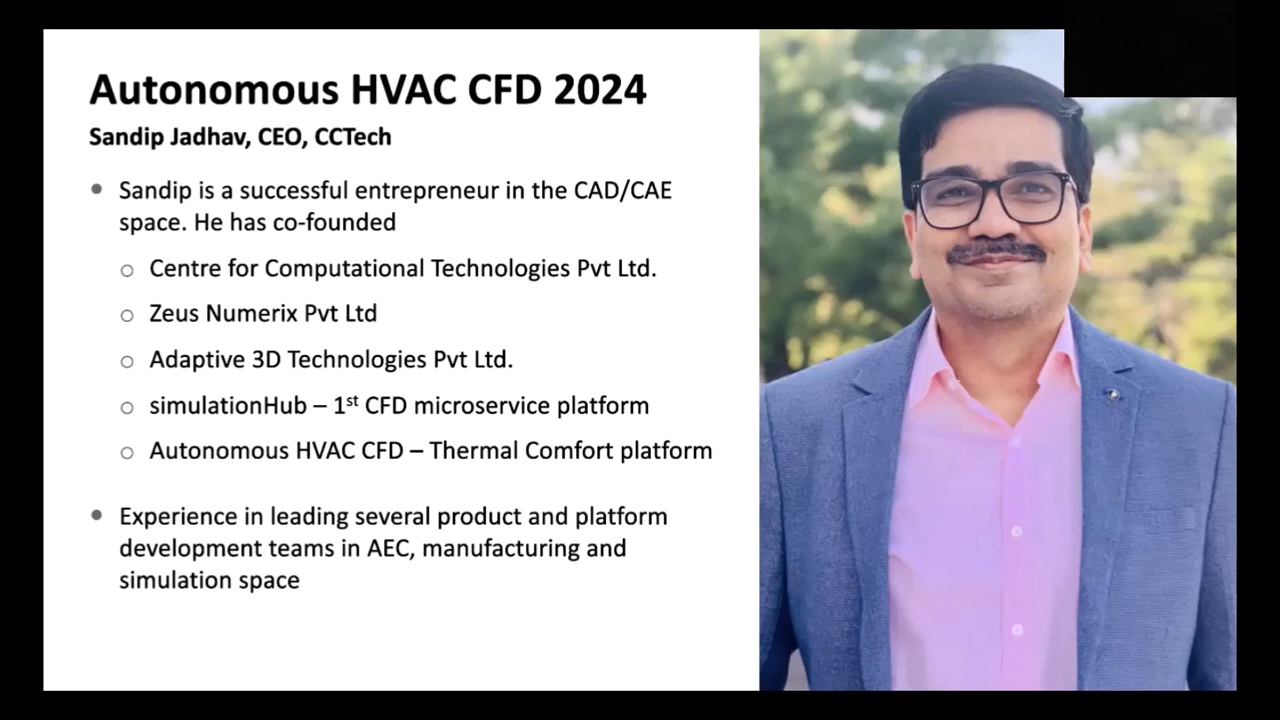 Autonomous HVAC CFD 2024
Sandip Jadhav, CEO, CCTech
• Sandip is a successful entrepreneur in the CAD/CAE
space. He has co-founded
○ Centre for Computational Technologies Pvt Ltd.
○ Zeus Numerix Pvt Ltd
○ Adaptive 3D Technologies Pvt Ltd.
○ simulationHub – 1st CFD microservice platform
○ Autonomous HVAC CFD – Thermal Comfort platform
• Experience in leading several product and platform
development teams in AEC, manufacturing and
simulation space